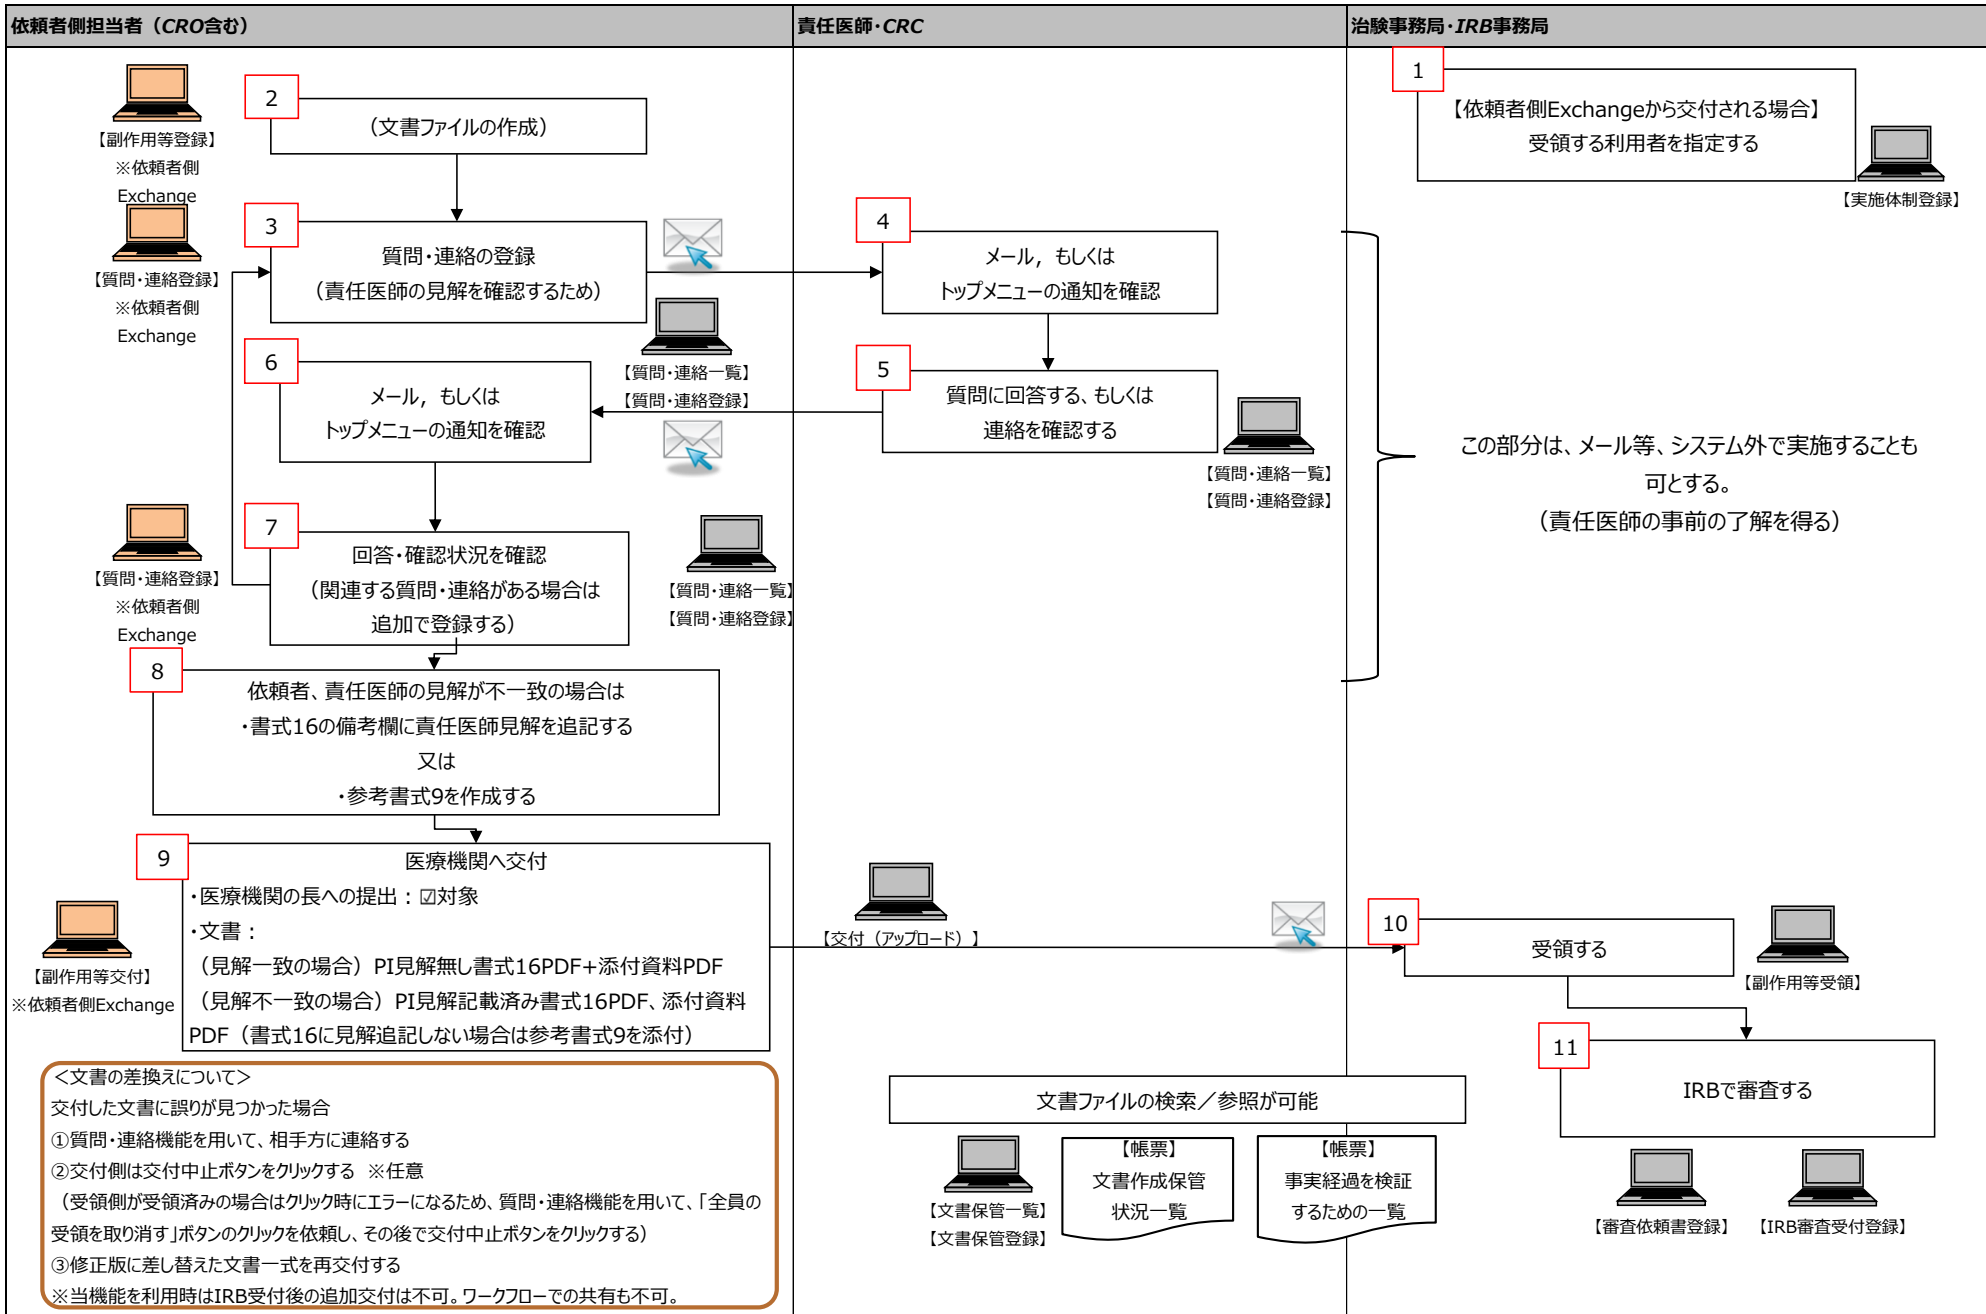 依頼者側担当者（CRO含む）
責任医師・CRC
治験事務局・IRB事務局
1
【依頼者側Exchangeから交付される場合】
受領する利用者を指定する
【実施体制登録】
2
（文書ファイルの作成）
【副作用等登録】
※依頼者側
Exchange
3
質問・連絡の登録
（責任医師の見解を確認するため）
【質問・連絡登録】
※依頼者側
Exchange
4
メール，もしくは
トップメニューの通知を確認
【質問・連絡一覧】
【質問・連絡登録】
5
質問に回答する、もしくは
連絡を確認する
【質問・連絡一覧】
【質問・連絡登録】
6
メール，もしくは
トップメニューの通知を確認
この部分は、メール等、システム外で実施することも
可とする。
（責任医師の事前の了解を得る）
7
回答・確認状況を確認
（関連する質問・連絡がある場合は
追加で登録する）
【質問・連絡登録】
※依頼者側
Exchange
【質問・連絡一覧】
【質問・連絡登録】
8
依頼者、責任医師の見解が不一致の場合は
・書式16の備考欄に責任医師見解を追記する
又は
・参考書式9を作成する
9
医療機関へ交付
・医療機関の長への提出：☑対象
・文書：
（見解一致の場合）PI見解無し書式16PDF+添付資料PDF
（見解不一致の場合）PI見解記載済み書式16PDF、添付資料
PDF（書式16に見解追記しない場合は参考書式9を添付）
【副作用等交付】
※依頼者側Exchange
【交付（アップロード）】
10
受領する
【副作用等受領】
11
IRBで審査する
【審査依頼書登録】
【IRB審査受付登録】
＜文書の差換えについて＞
交付した文書に誤りが見つかった場合
①質問・連絡機能を用いて、相手方に連絡する
②交付側は交付中止ボタンをクリックする ※任意
（受領側が受領済みの場合はクリック時にエラーになるため、質問・連絡機能を用いて、「全員の
受領を取り消す」ボタンのクリックを依頼し、その後で交付中止ボタンをクリックする）
③修正版に差し替えた文書一式を再交付する
※当機能を利用時はIRB受付後の追加交付は不可。ワークフローでの共有も不可。
文書ファイルの検索／参照が可能
【文書保管一覧】
【文書保管登録】
【帳票】
文書作成保管
状況一覧
【帳票】
事実経過を検証
するための一覧